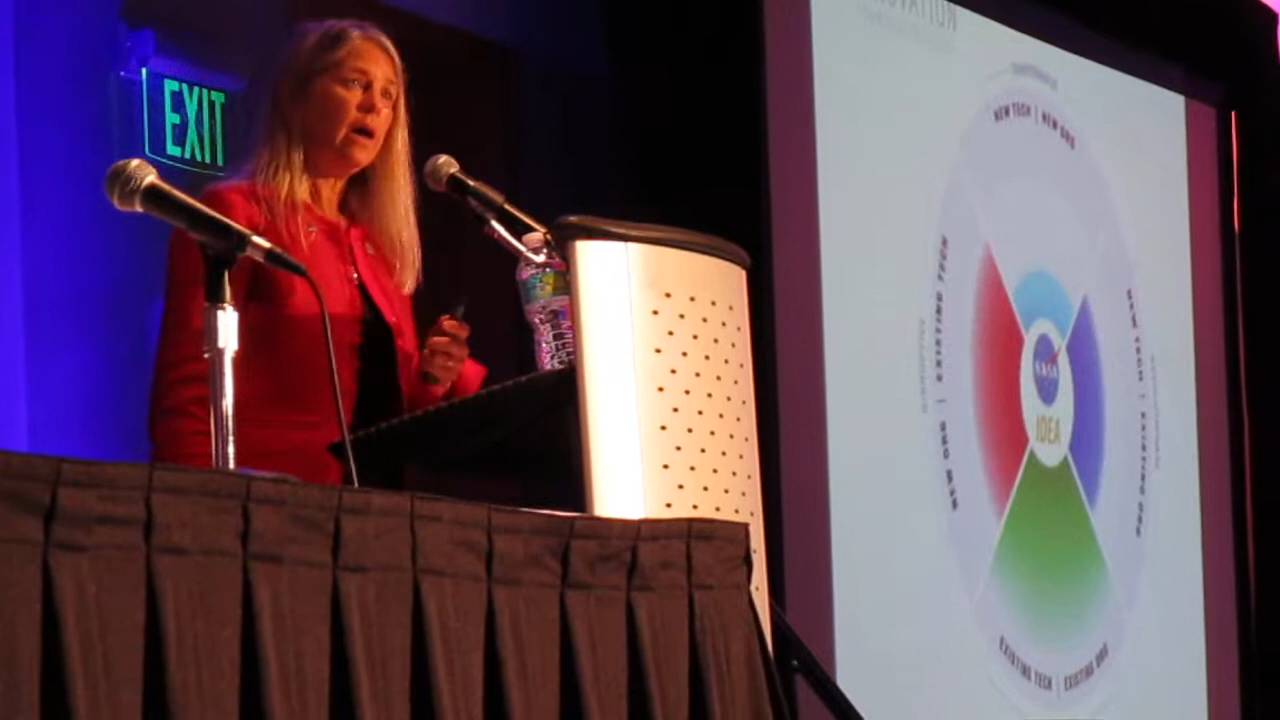 EXIT
NEW TECH | NEW ORG
NEW ORG | EXISTING TECH
NEW TECH | EXISTING ORG
NASA
IDEA
EXISTING TECH | EXISTING ORG